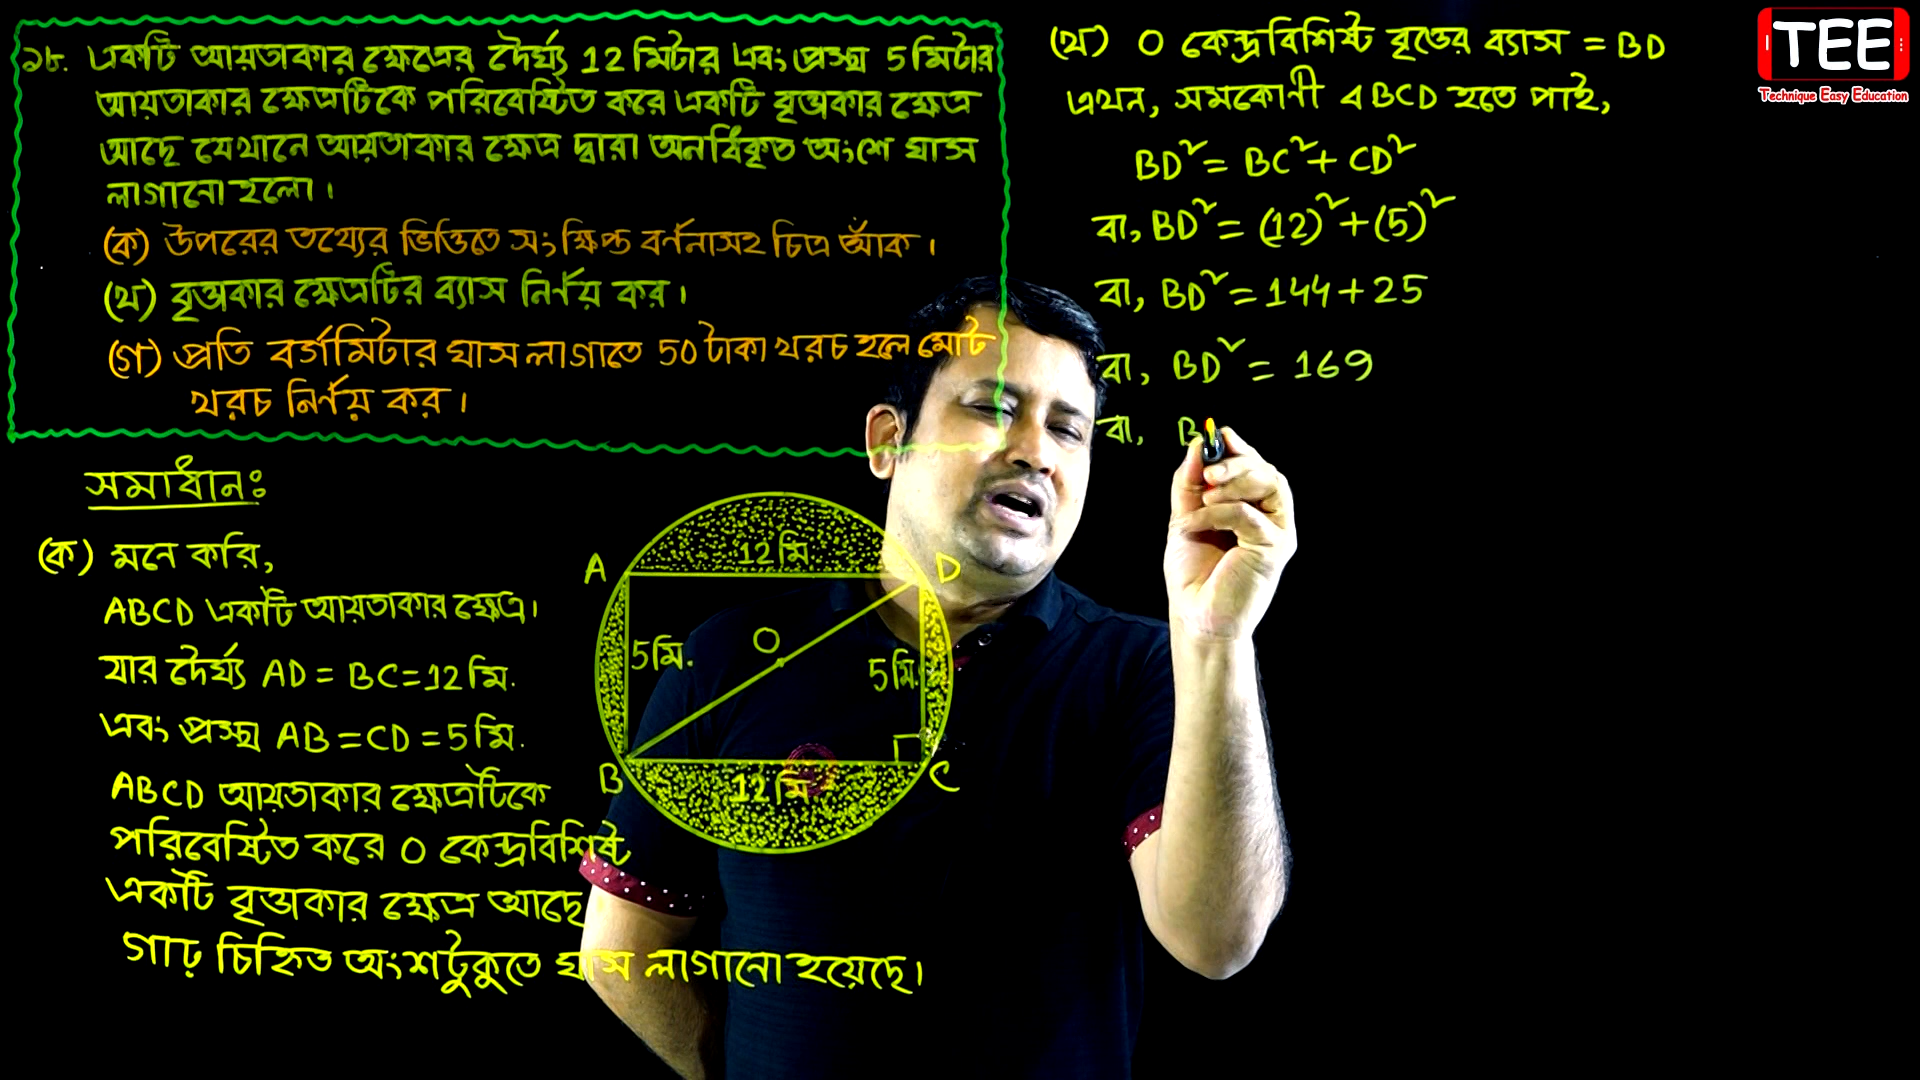 ১৮. একটি আয়তাকার ক্ষেত্রের দৈর্ঘ্য 12 মিটার এবং প্রস্থ 5 মিটার
আয়তাকার ক্ষেত্রটিকে পরিবেষ্টিত করে একটি বৃত্তাকার ক্ষেত্র
আছে যেখানে আয়তাকার ক্ষেত্র দ্বারা অনধিকৃত অংশে ঘাস
লাগানো হলো।
(ক) উপরের তথ্যের ভিত্তিতে সংক্ষিপ্ত বর্ণনাসহ চিত্র আঁক।
(খ) বৃত্তাকার ক্ষেত্রটির ব্যাস নির্ণয় কর।
(গ) প্রতি বর্গমিটার ঘাস লাগাতে 50 টাকা খরচ হলে মোট
খরচ নির্ণয় কর।
সমাধানঃ
(ক) মনে করি,
ABCD একটি আয়তাকার ক্ষেত্র।
যার দৈর্ঘ্য AD = BC = 12 মি.
এবং প্রস্থ AB = CD = 5 মি.
ABCD আয়তাকার ক্ষেত্রটিকে
পরিবেষ্টিত করে O কেন্দ্রবিশিষ্ট
একটি বৃত্তাকার ক্ষেত্র আছে
গাঢ় চিহ্নিত অংশটুকুতে ঘাস লাগানো হয়েছে।
12 মি.
A D
O
5 মি. 5 মি.
B C
12 মি.
(খ) O কেন্দ্রবিশিষ্ট বৃত্তের ব্যাস = BD
এখন, সমকোণী ⊿BCD হতে পাই,
BD² = BC² + CD²
বা, BD² = (12)² + (5)²
বা, BD² = 144 + 25
বা, BD² = 169
বা, B
TEE
Technique Easy Education